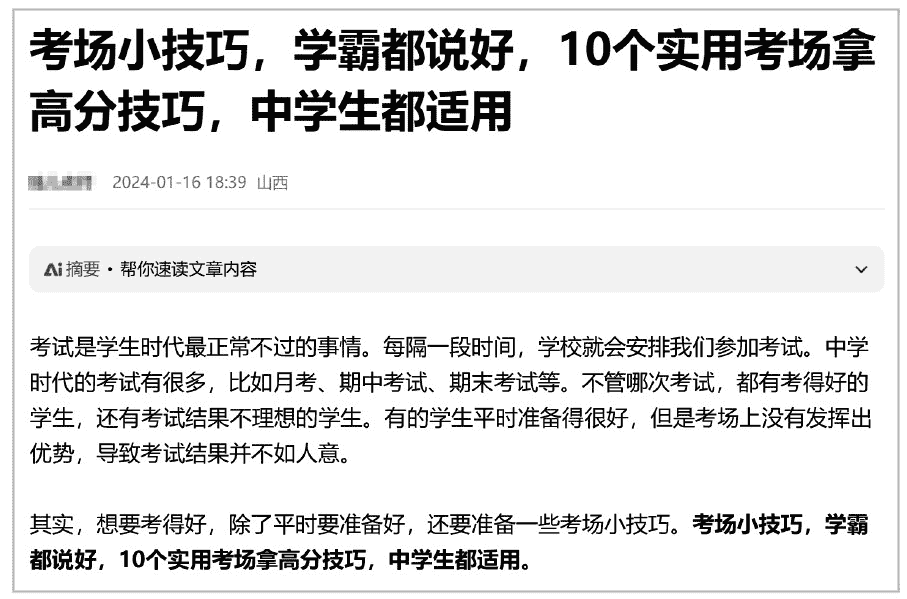 考场小技巧，学霸都说好，10个实用考场拿
高分技巧，中学生都适用
2024-01-16 18:39 山西
Ai 摘要 · 帮你速读文章内容
考试是学生时代最正常不过的事情。每隔一段时间，学校就会安排我们参加考试。中学
时代的考试有很多，比如月考、期中考试、期末考试等。不管哪次考试，都有考得好的
学生，还有考试结果不理想的学生。有的学生平时准备得很好，但是考场上没有发挥出
优势，导致考试结果并不如人意。
其实，想要考得好，除了平时要准备好，还要准备一些考场小技巧。考场小技巧，学霸
都说好，10个实用考场拿高分技巧，中学生都适用。